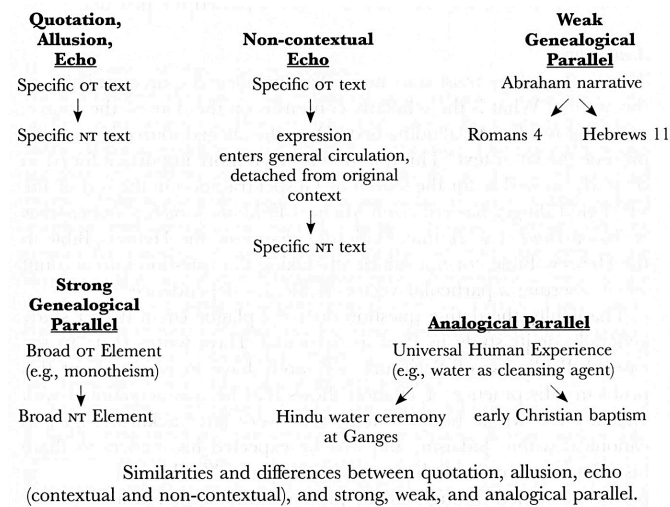 Quotation,
Allusion,
Echo
Specific OT text
Specific NT text
Non-contextual
Echo
Specific OT text
expression
enters general circulation,
detached from original
context
Specific NT text
Weak
Genealogical
Parallel
Abraham narrative
Romans 4 Hebrews 11
Strong
Genealogical
Parallel
Broad OT Element
(e.g., monotheism)
Broad NT Element
Analogical Parallel
Universal Human Experience
(e.g., water as cleansing agent)
Hindu water ceremony
at Ganges
early Christian baptism
Similarities and differences between quotation, allusion, echo
(contextual and non-contextual), and strong, weak, and analogical parallel.